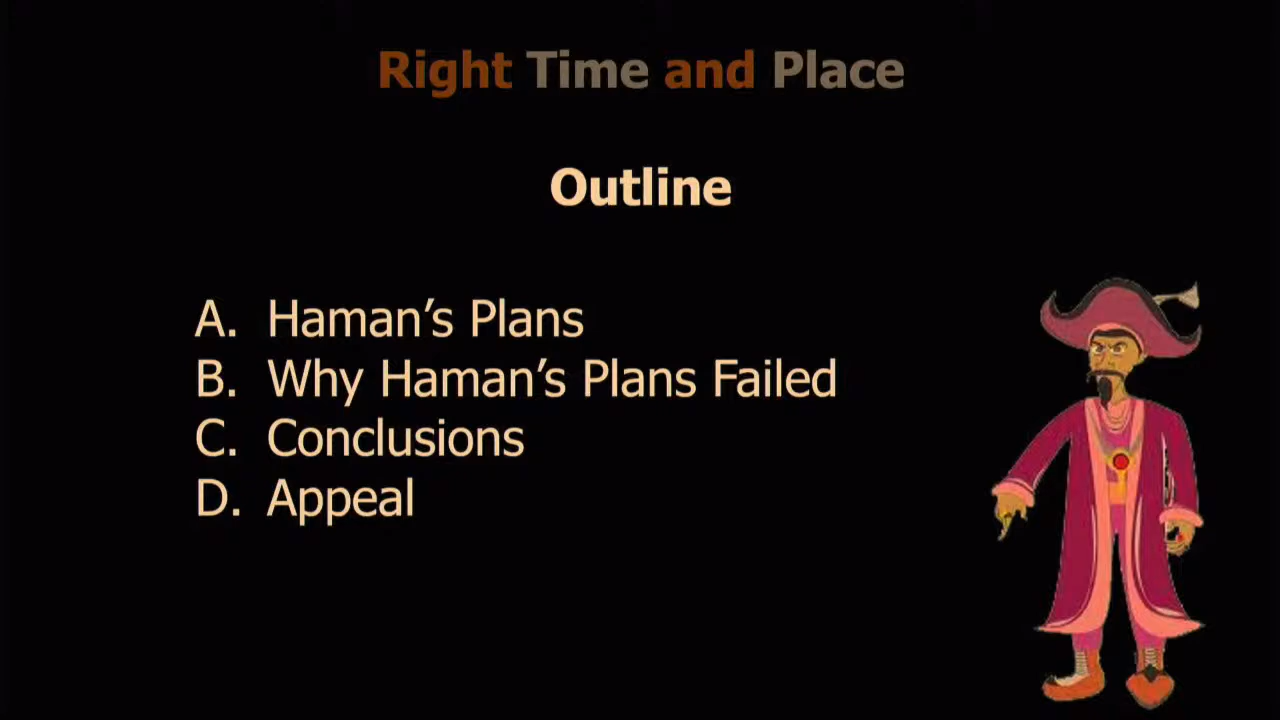 Right Time and Place
Outline
A. Haman’s Plans
B. Why Haman’s Plans Failed
C. Conclusions
D. Appeal